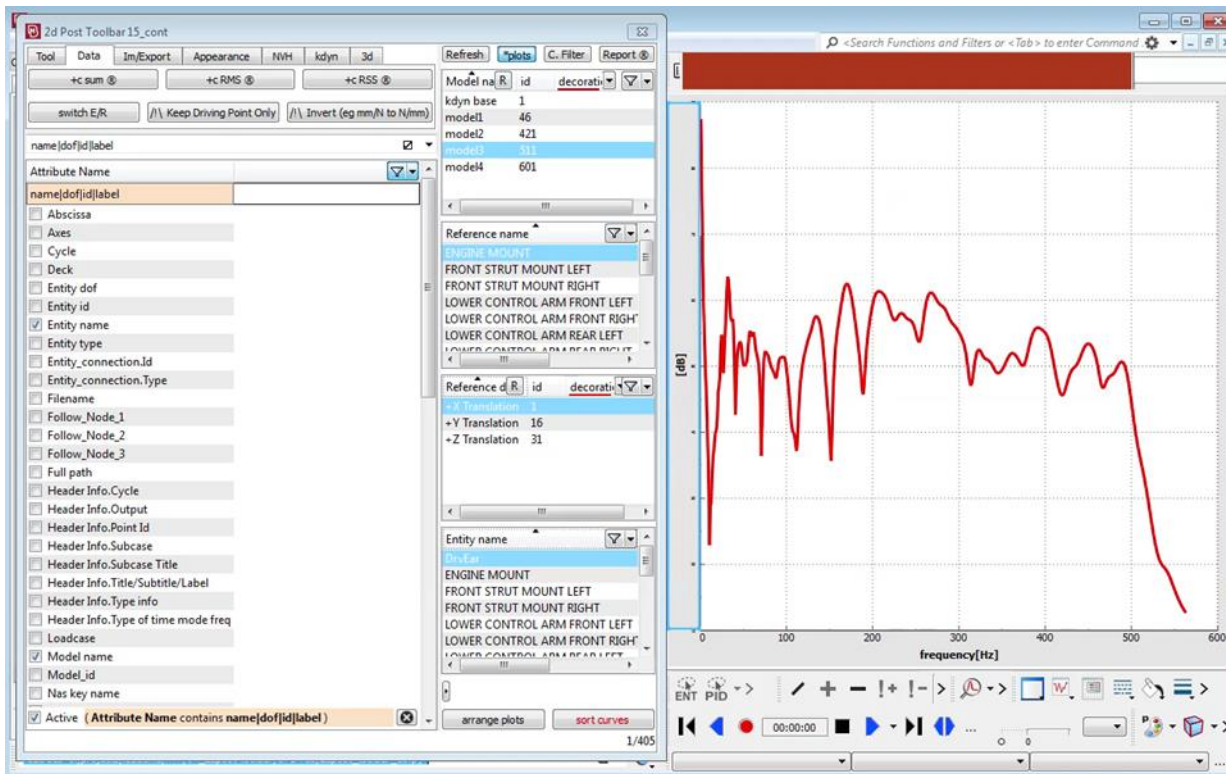 2d Post Toolbar15_cont
Tool Data Im/Export Appearance NVH kdyn 3d
+c sum ® +c RMS ® +c RSS ®
switch E/R /!\ Keep Driving Point Only /!\ Invert (eg mm/N to N/mm)
name|dof|id|label
Attribute Name
name|dof|id|label
Abscissa
Axes
Cycle
Deck
Entity dof
Entity id
Entity name
Entity type
Entity_connection.Id
Entity_connection.Type
Filename
Follow_Node_1
Follow_Node_2
Follow_Node_3
Full path
Header Info.Cycle
Header Info.Output
Header Info.Point Id
Header Info.Subcase
Header Info.Subcase Title
Header Info.Title/Subtitle/Label
Header Info.Type info
Header Info.Type of time mode freq
Loadcase
Model name
Model_id
Nas key name
Active ( Attribute Name contains name|dof|id|label )
Refresh *plots C. Filter Report ®
Model na R id decorati
kdyn base 1
model1 46
model2 421
model3 511
model4 601
Reference name
ENGINE MOUNT
FRONT STRUT MOUNT LEFT
FRONT STRUT MOUNT RIGHT
LOWER CONTROL ARM FRONT LEFT
LOWER CONTROL ARM FRONT RIGHT
LOWER CONTROL ARM REAR LEFT
LOWER CONTROL ARM REAR RIGHT
Reference d R id decorati
+X Translation 1
+Y Translation 16
+Z Translation 31
Entity name
DrvEar
ENGINE MOUNT
FRONT STRUT MOUNT LEFT
FRONT STRUT MOUNT RIGHT
LOWER CONTROL ARM FRONT LEFT
LOWER CONTROL ARM FRONT RIGHT
LOWER CONTROL ARM REAR LEFT
arrange plots sort curves
1/405
<Search Functions and Filters or <Tab> to enter Command
[dB]
0 100 200 300 400 500 600
frequency[Hz]
ENT PID
00:00:00 ... 0 0